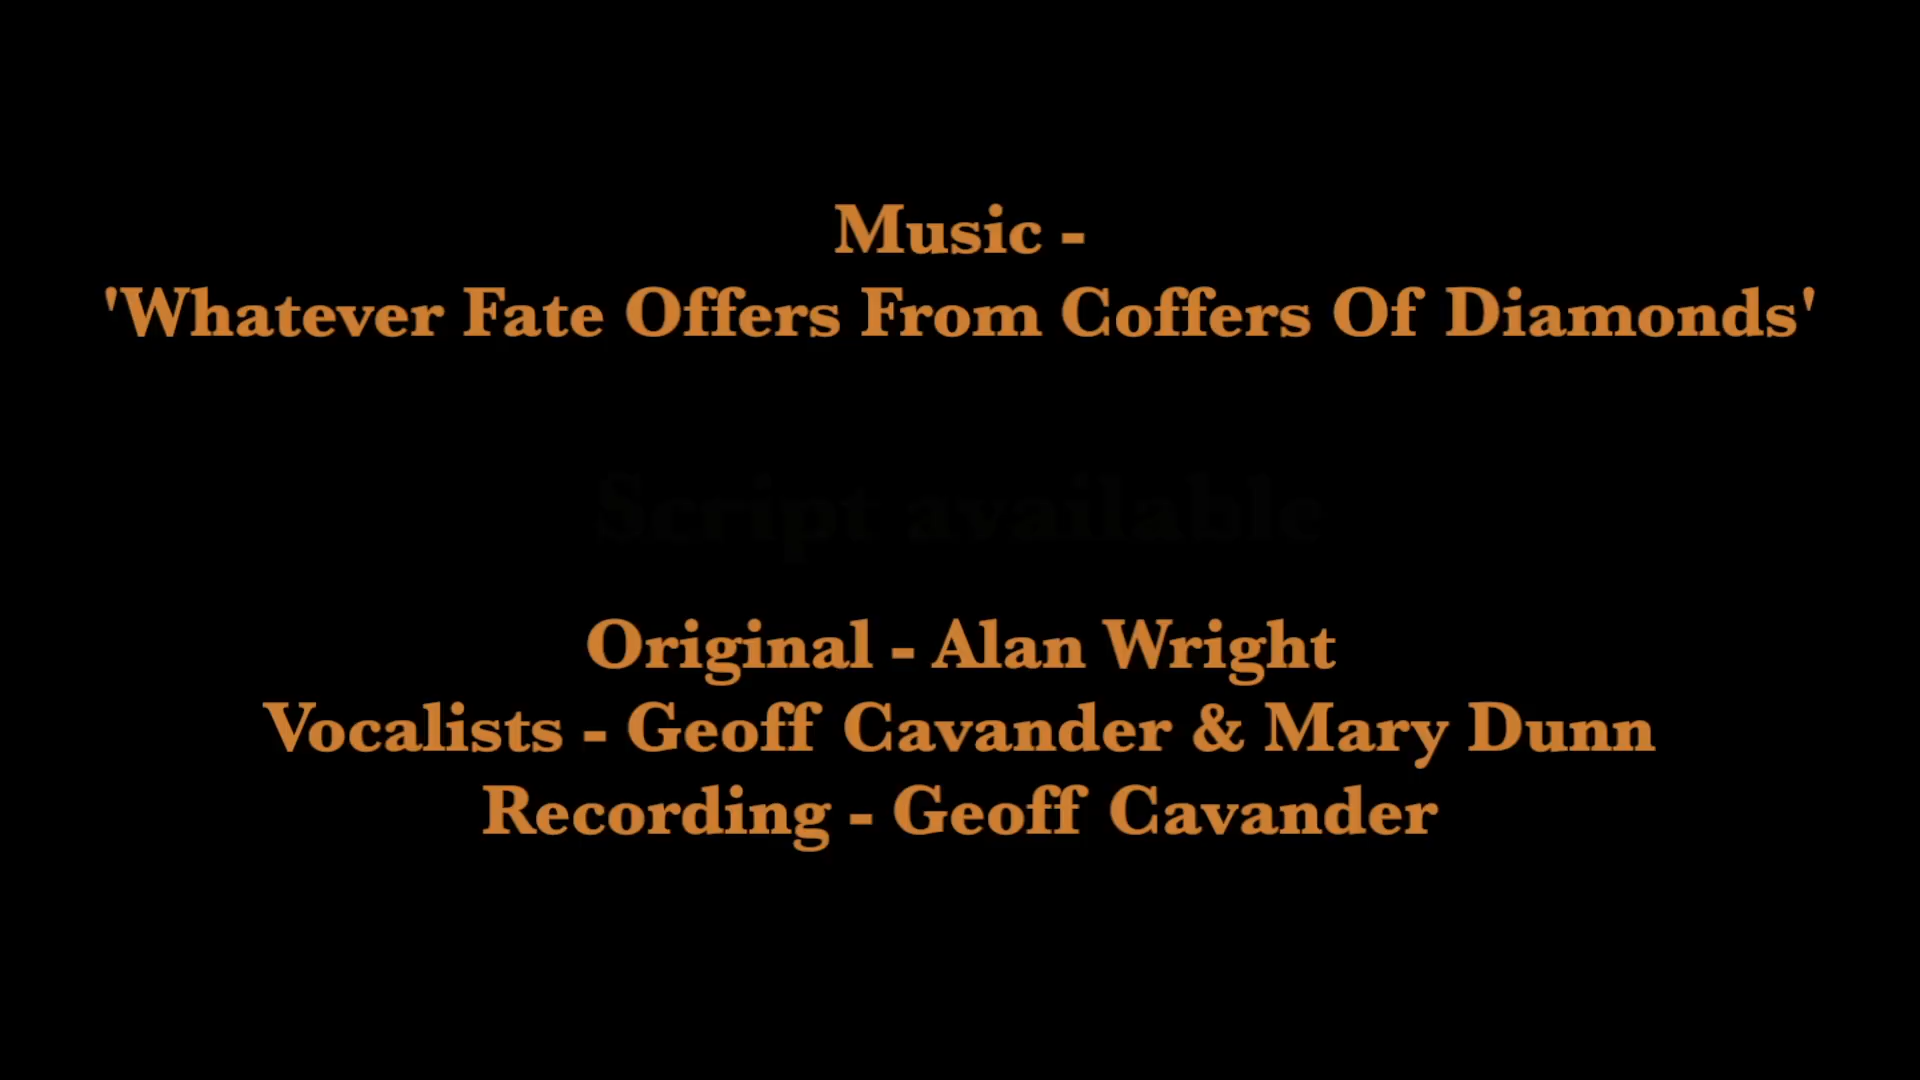 Music -
'Whatever Fate Offers From Coffers Of Diamonds'
Script available
Original - Alan Wright
Vocalists - Geoff Cavander & Mary Dunn
Recording - Geoff Cavander